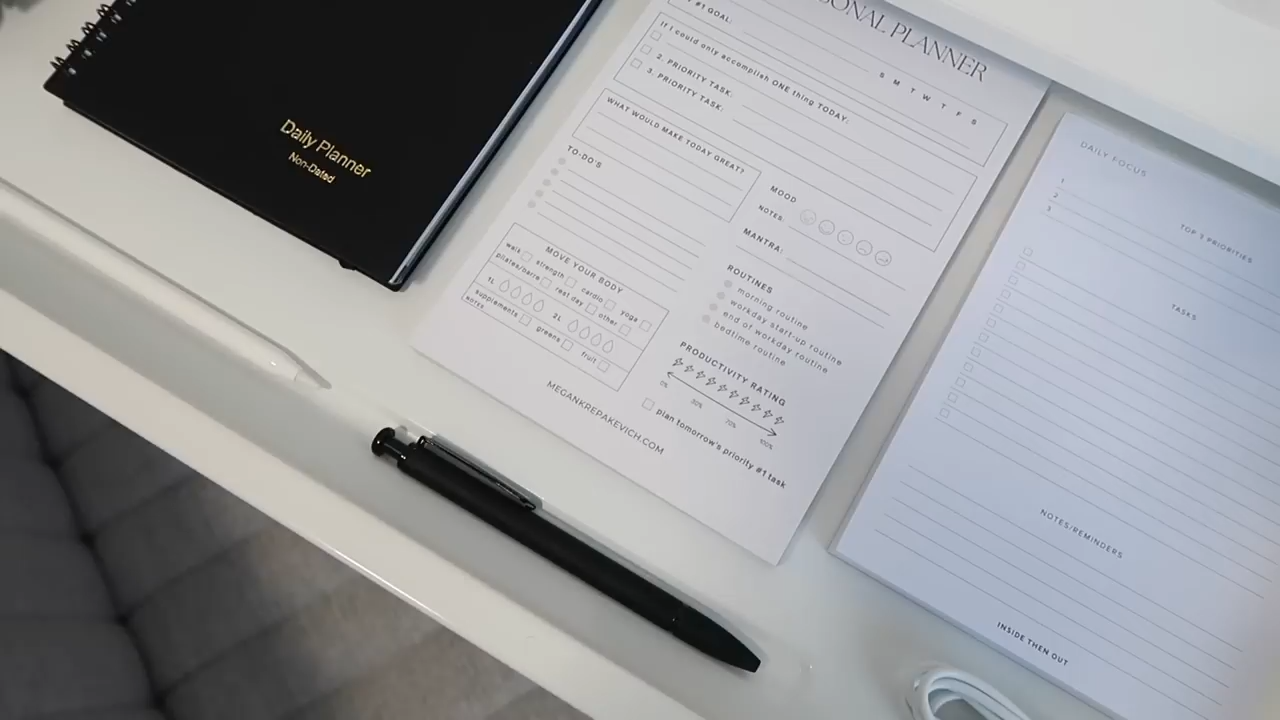 Daily Planner
Non-Dated
SONAL PLANNER
S M T W T F S
#1 GOAL:
If I could only accomplish ONE thing TODAY:
2. PRIORITY TASK:
3. PRIORITY TASK:
WHAT WOULD MAKE TODAY GREAT?
TO-DO'S
MOVE YOUR BODY
walk strength cardio yoga
pilates/barre rest day other
1L 2L
supplements greens fruit
NOTES
MOOD
NOTES:
MANTRA:
ROUTINES
morning routine
workday start-up routine
end of workday routine
bedtime routine
PRODUCTIVITY RATING
0% 30% 70% 100%
plan tomorrow's priority #1 task
MEGANKREPAKEVICH.COM
DAILY FOCUS
TOP 3 PRIORITIES
1
2
3
TASKS
NOTES/REMINDERS
INSIDE THEN OUT